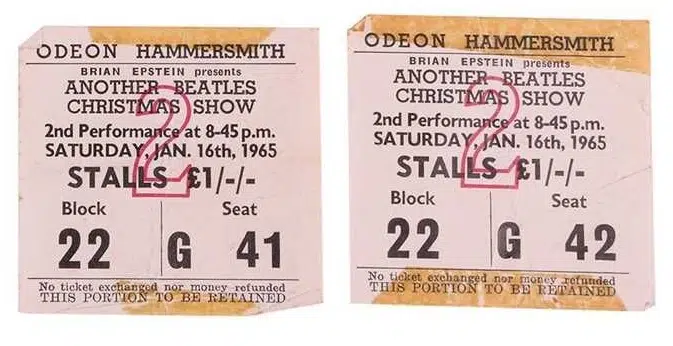 ODEON HAMMERSMITH
BRIAN EPSTEIN presents
ANOTHER BEATLES
CHRISTMAS SHOW
2
2nd Performance at 8-45 p.m.
SATURDAY, JAN. 16th, 1965
STALLS £1/-/-
Block Seat
22 G 41
No ticket exchanged nor money refunded
THIS PORTION TO BE RETAINED
ODEON HAMMERSMITH
BRIAN EPSTEIN presents
ANOTHER BEATLES
CHRISTMAS SHOW
2
2nd Performance at 8-45 p.m.
SATURDAY, JAN. 16th, 1965
STALLS £1/-/-
Block Seat
22 G 42
No ticket exchanged nor money refunded
THIS PORTION TO BE RETAINED